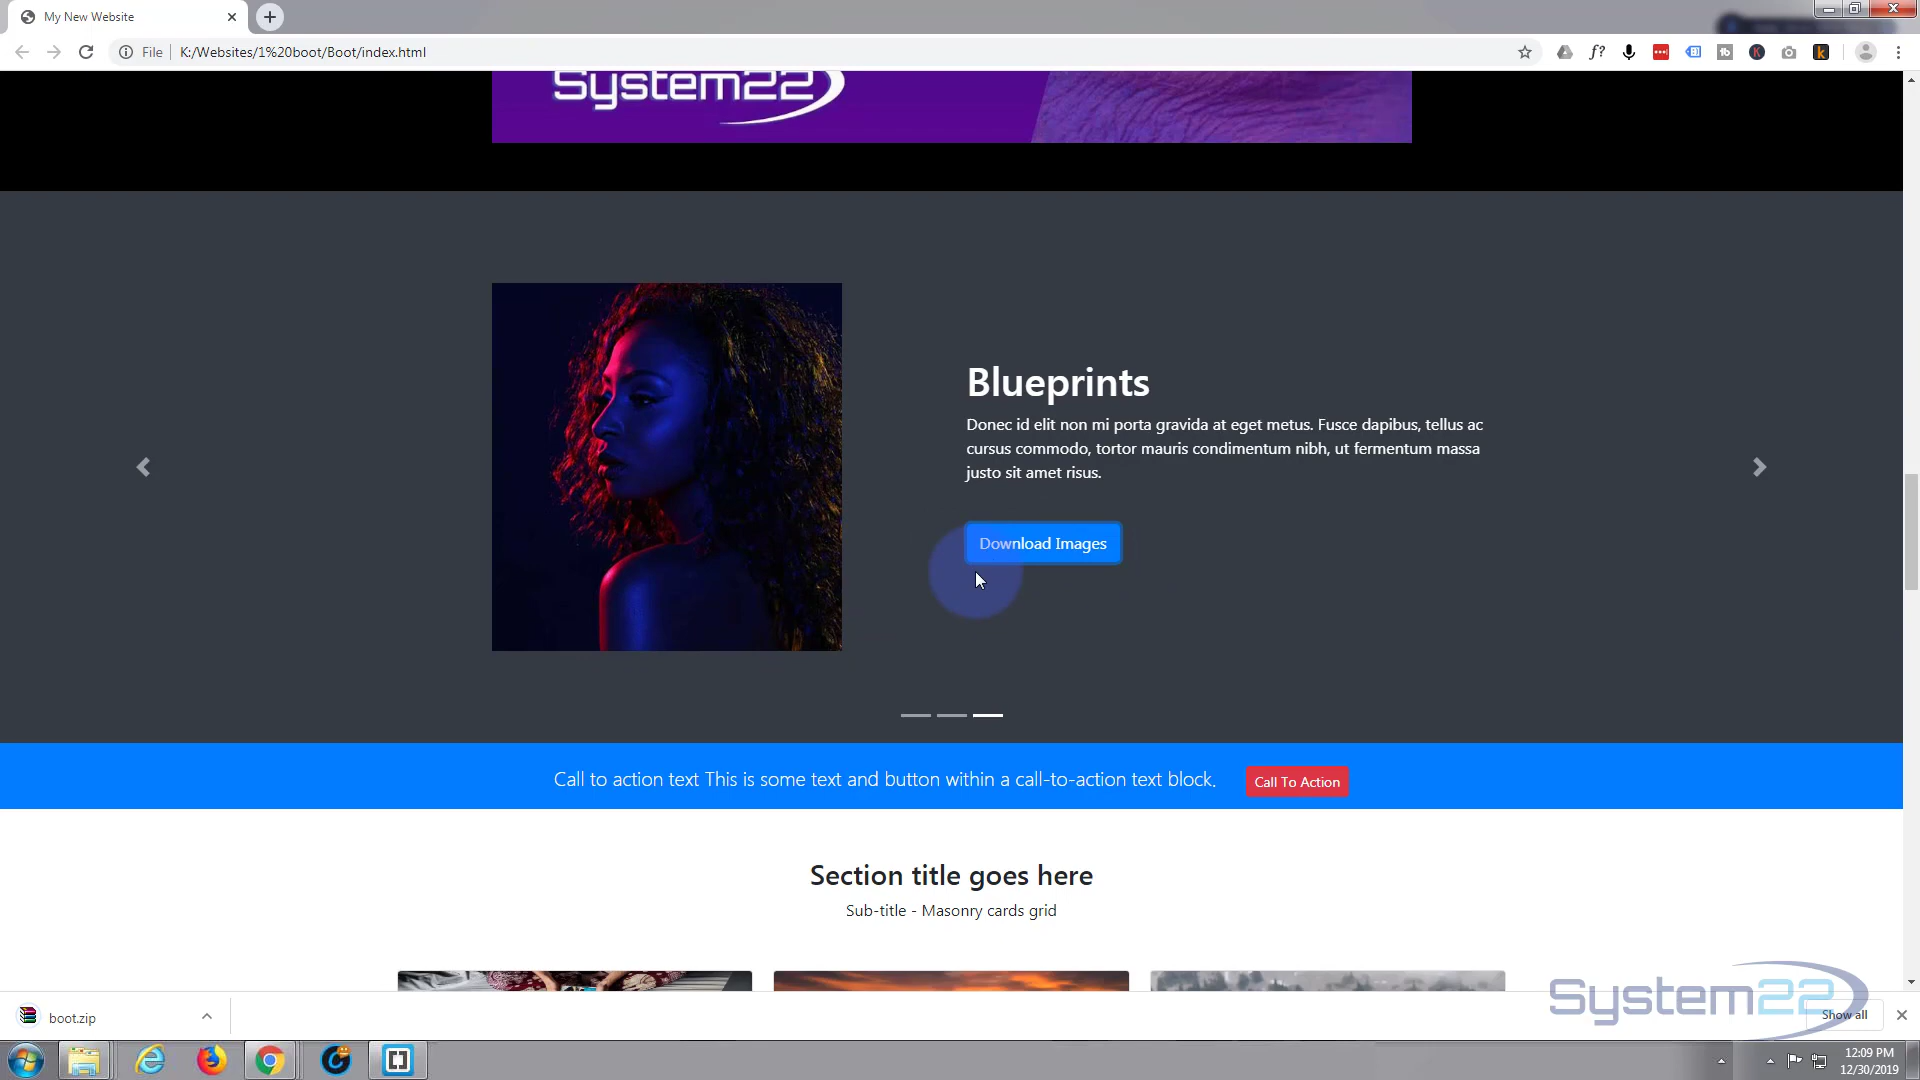 My New Website
File
K:/Websites/1%20boot/Boot/index.html
System22
Blueprints
Donec id elit non mi porta gravida at eget metus. Fusce dapibus, tellus ac
cursus commodo, tortor mauris condimentum nibh, ut fermentum massa
justo sit amet risus.
Download Images
Call to action text This is some text and button within a call-to-action text block.
Call To Action
Section title goes here
Sub-title - Masonry cards grid
boot.zip
System22
Show all
12:09 PM
12/30/2019